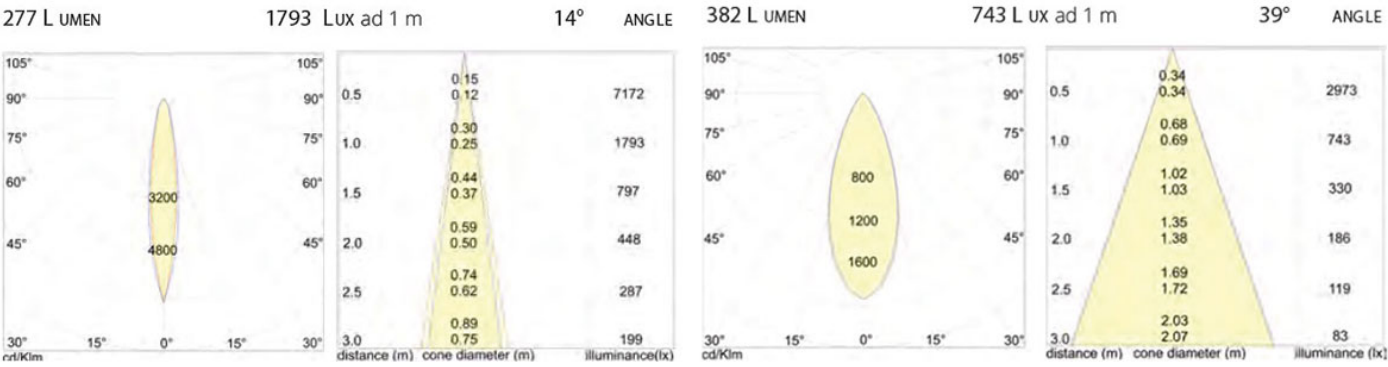 277 L UMEN 1793 Lux ad 1 m 14° ANGLE
105° 105°
90° 90°
75° 75°
60° 60°
3200
45° 45°
4800
30° 15° 0° 15° 30°
cd/Klm
0.15
0.5 0.12 7172
0.30
1.0 0.25 1793
0.44
1.5 0.37 797
0.59
2.0 0.50 448
0.74
2.5 0.62 287
0.89
3.0 0.75 199
distance (m) cone diameter (m) illuminance(lx)
382 L UMEN 743 L UX ad 1 m 39° ANGLE
105° 105°
90° 90°
75° 75°
60° 60°
800
1200
45° 45°
1600
30° 15° 0° 15° 30°
cd/Klm
0.34
0.5 0.34 2973
0.68
1.0 0.69 743
1.02
1.5 1.03 330
1.35
2.0 1.38 186
1.69
2.5 1.72 119
2.03
3.0 2.07 83
distance (m) cone diameter (m) illuminance (lx)